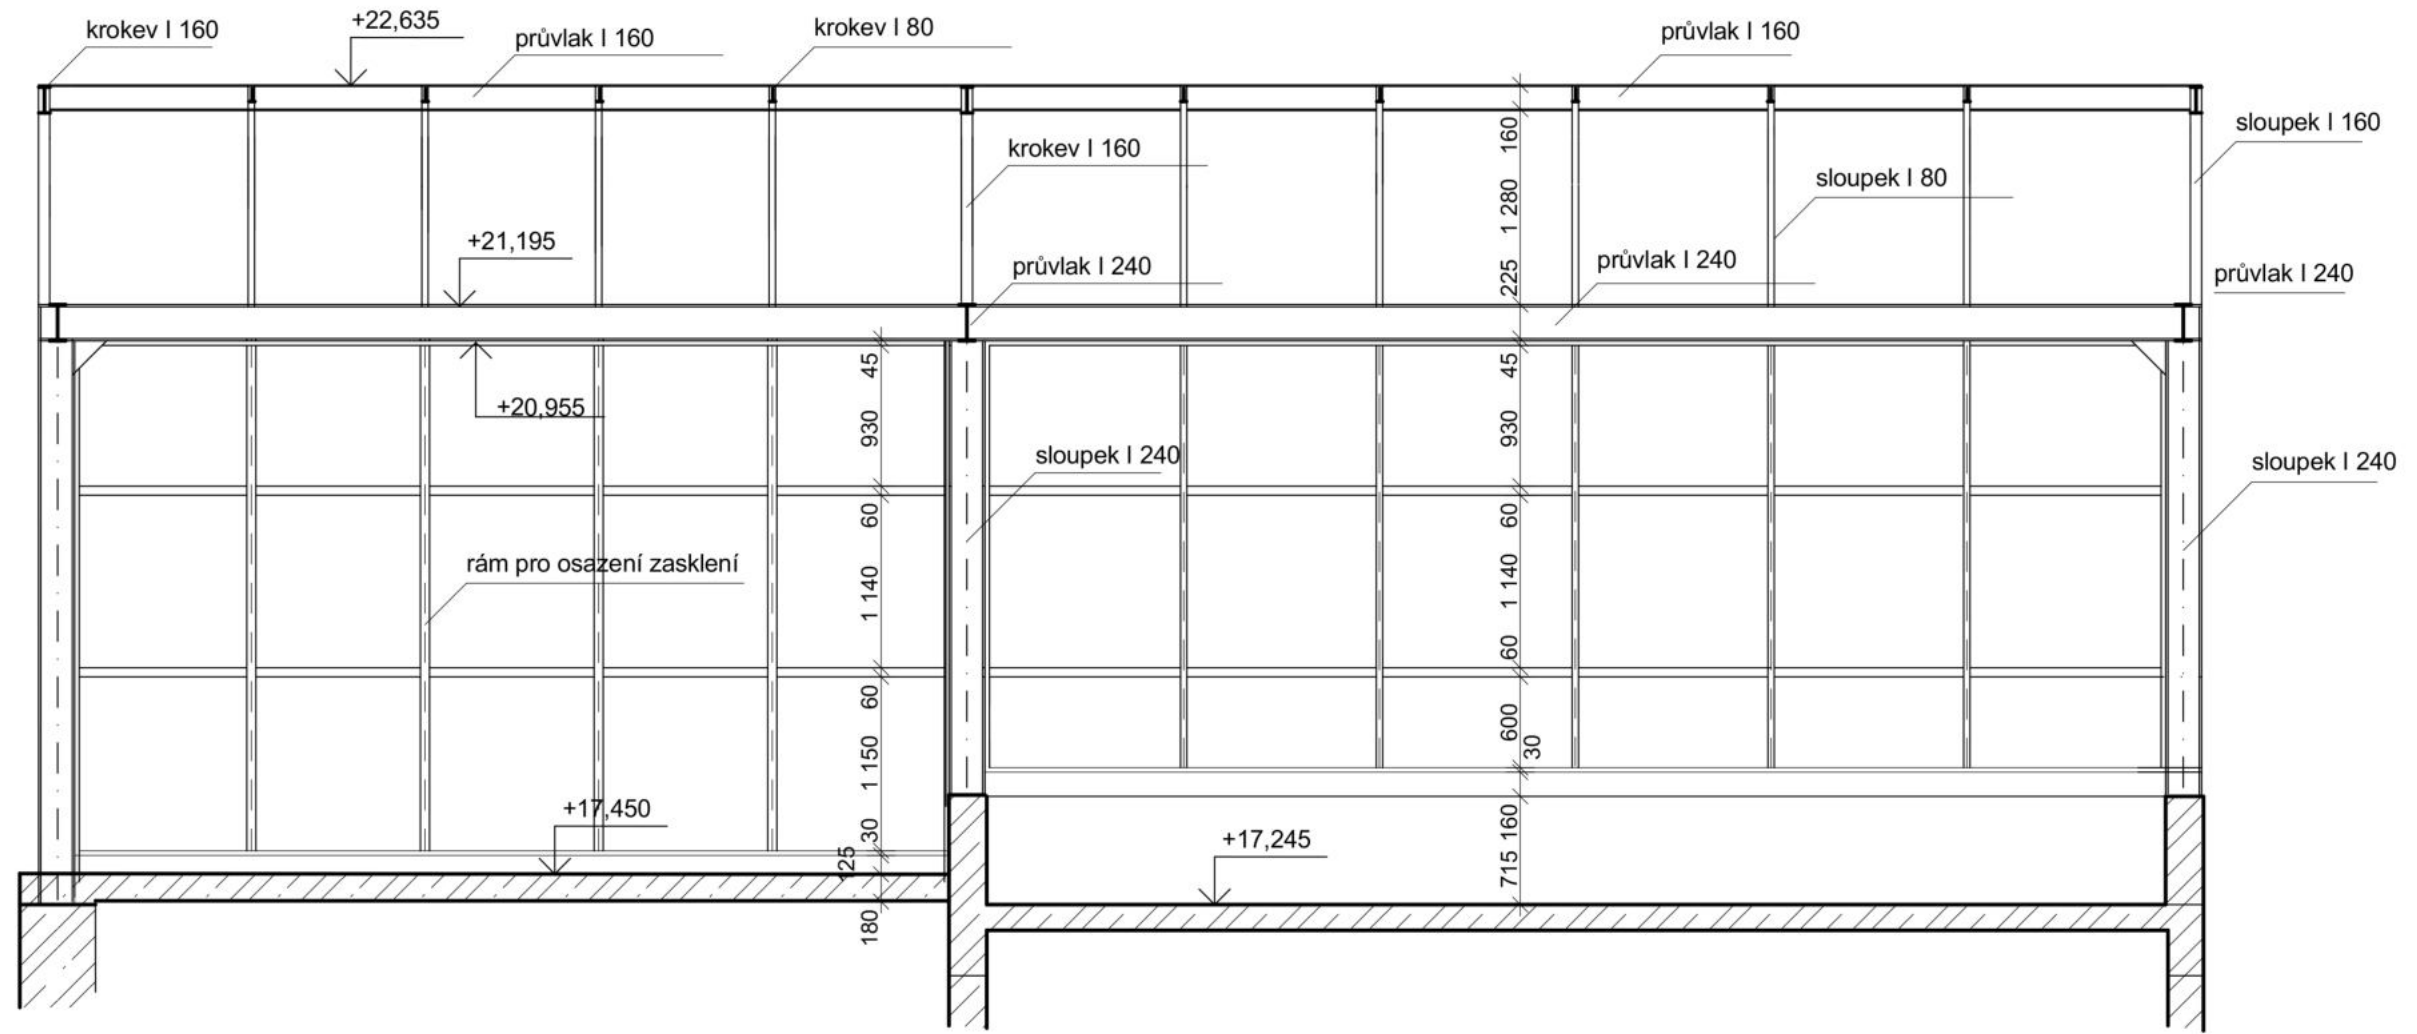 krokev I 160
+22,635
průvlak I 160
krokev I 80
průvlak I 160
sloupek I 160
krokev I 160
sloupek I 80
+21,195
průvlak I 240
průvlak I 240
průvlak I 240
+20,955
sloupek I 240
sloupek I 240
rám pro osazení zasklení
+17,450
+17,245
45
930
60
1 140
60
1 150
30
125
180
160
1 280
225
45
930
60
1 140
60
600
30
160
715